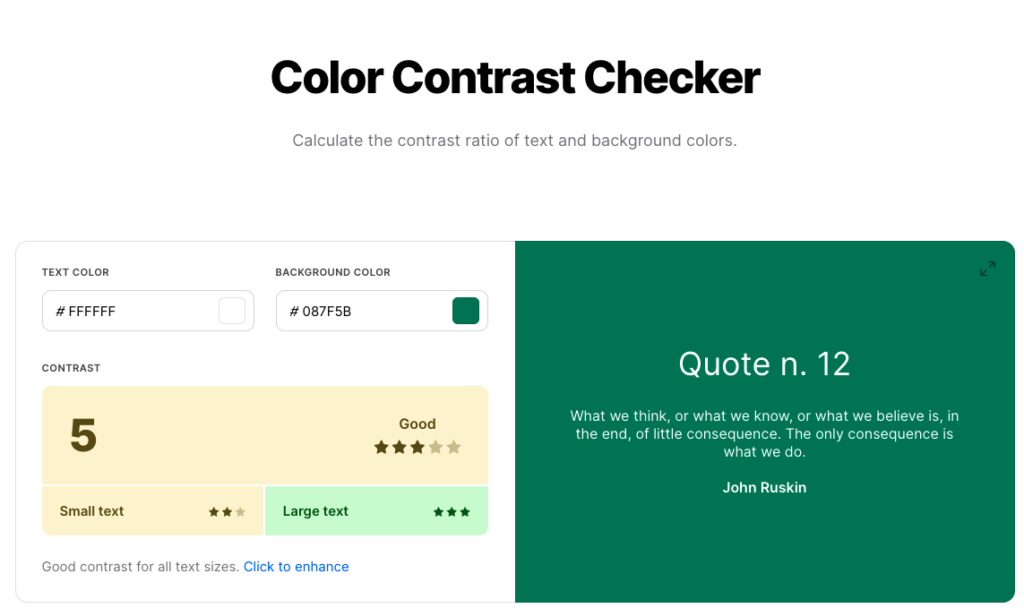 Color Contrast Checker
Calculate the contrast ratio of text and background colors.
TEXT COLOR
BACKGROUND COLOR
# FFFFFF
# 087F5B
CONTRAST
5
Good
Small text
Large text
Good contrast for all text sizes. Click to enhance
Quote n. 12
What we think, or what we know, or what we believe is, in
the end, of little consequence. The only consequence is
what we do.
John Ruskin